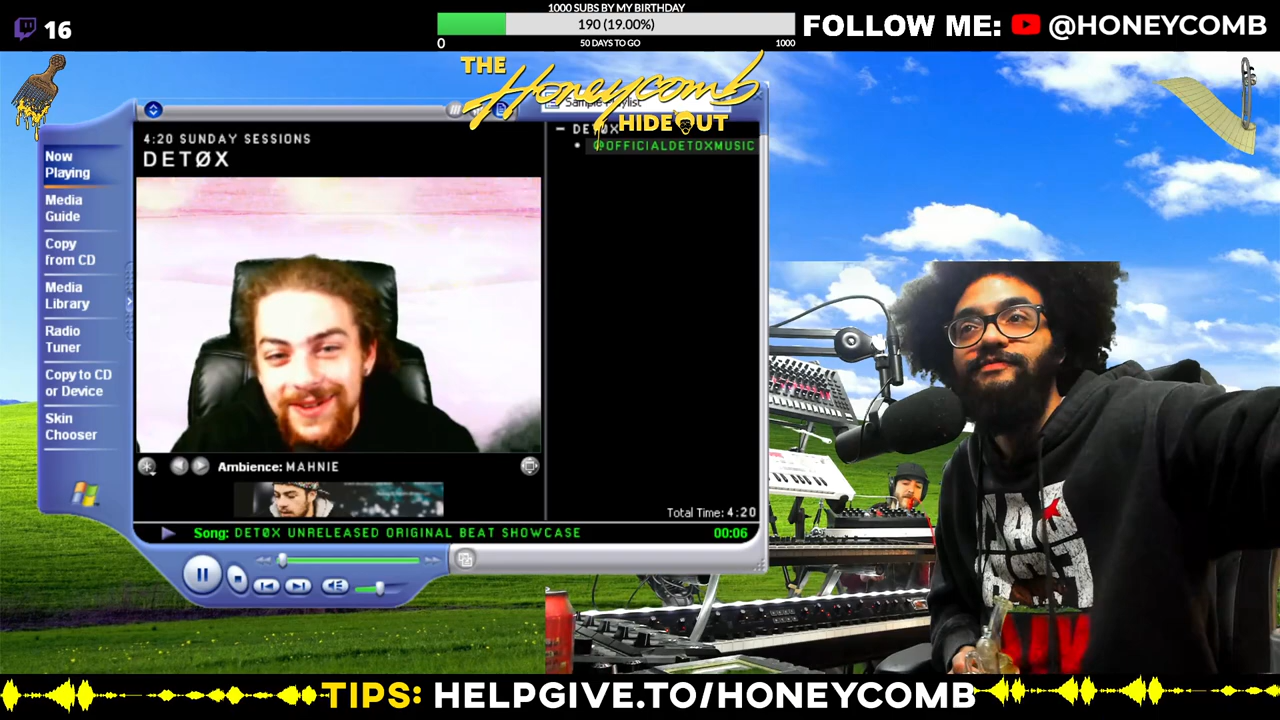 16
1000 SUBS BY MY BIRTHDAY
190 (19.00%)
0
50 DAYS TO GO
1000
FOLLOW ME: @HONEYCOMB
THE
Honeycomb
HIDEOUT
Sample Playlist
4:20 SUNDAY SESSIONS
DETØX
DETØX
@OFFICIALDETOXMUSIC
Now
Playing
Media
Guide
Copy
from CD
Media
Library
Radio
Tuner
Copy to CD
or Device
Skin
Chooser
Ambience: MAHNIE
Total Time: 4:20
Song: DETØX UNRELEASED ORIGINAL BEAT SHOWCASE
00:06
TIPS: HELPGIVE.TO/HONEYCOMB